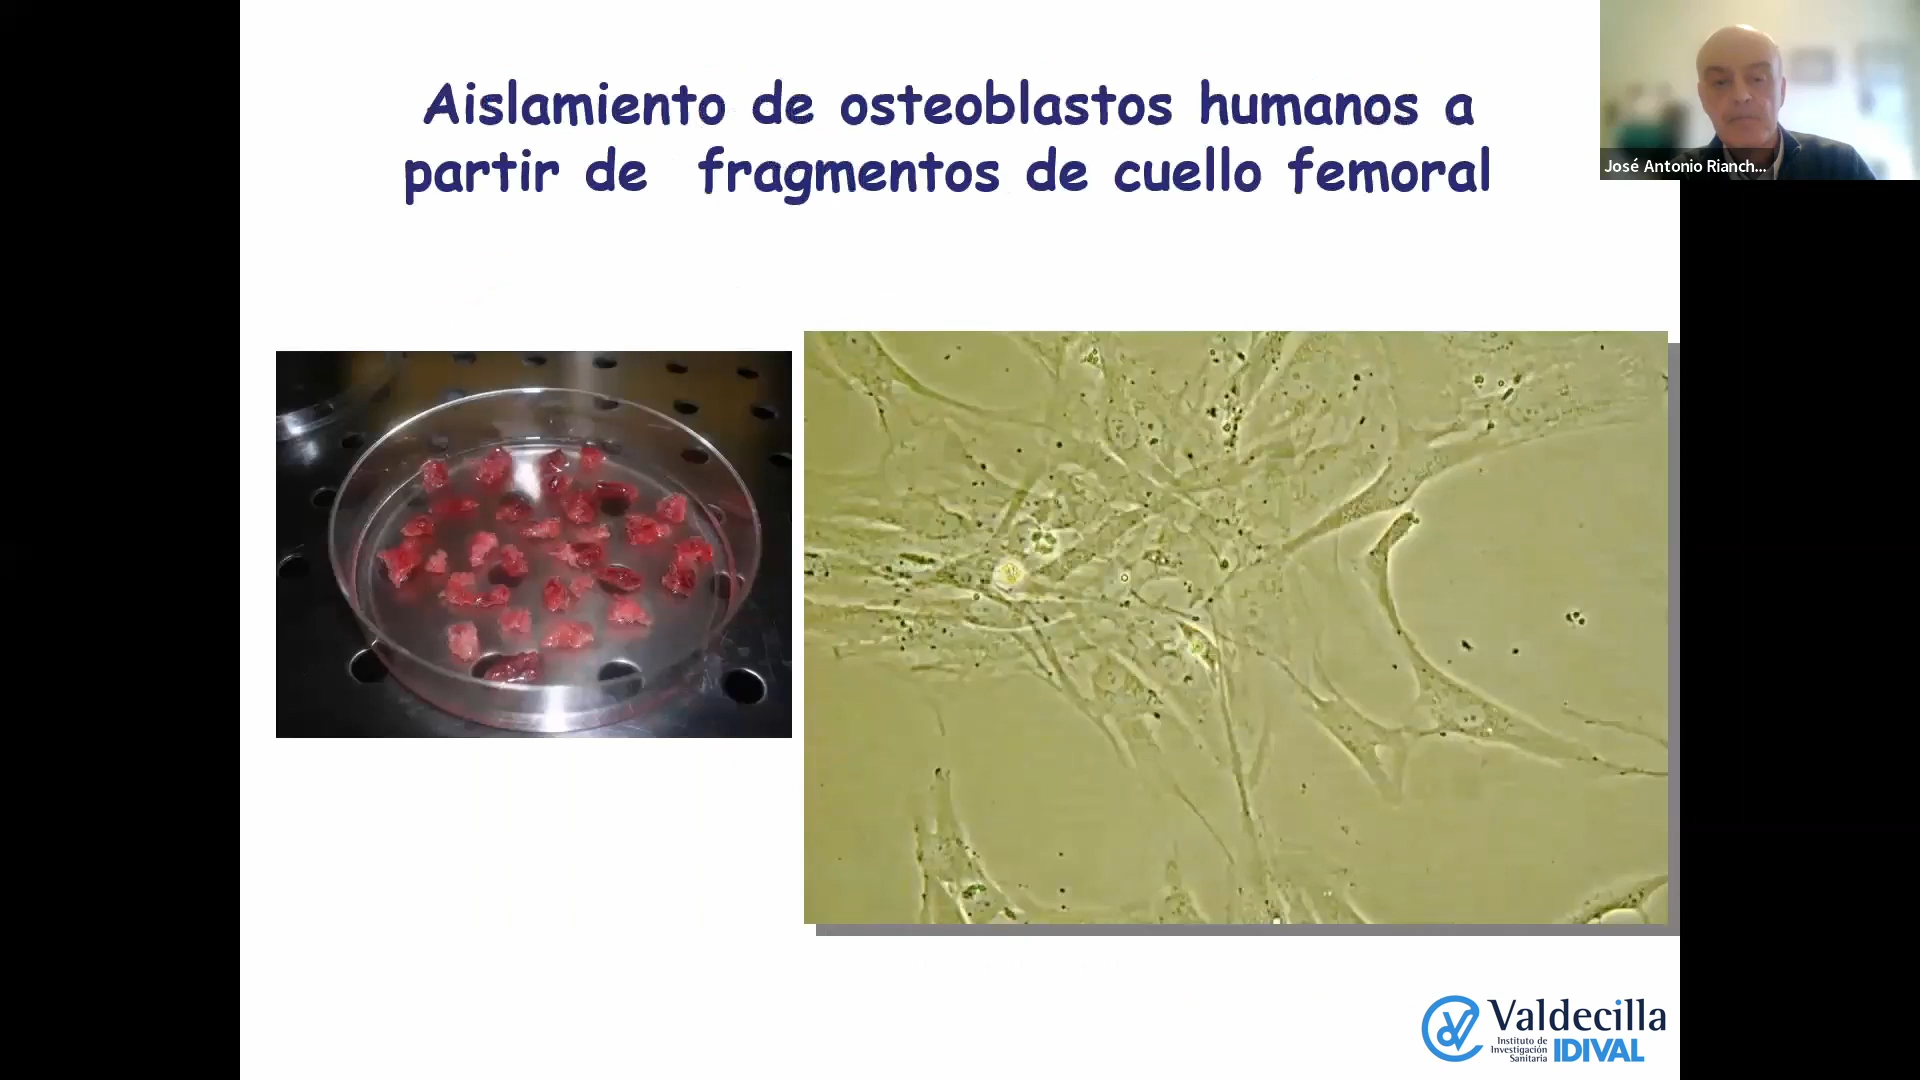 Aislamiento de osteoblastos humanos a
partir de fragmentos de cuello femoral
José Antonio Rianch...
Valdecilla
Instituto de
Investigación
Sanitaria
IDIVAL